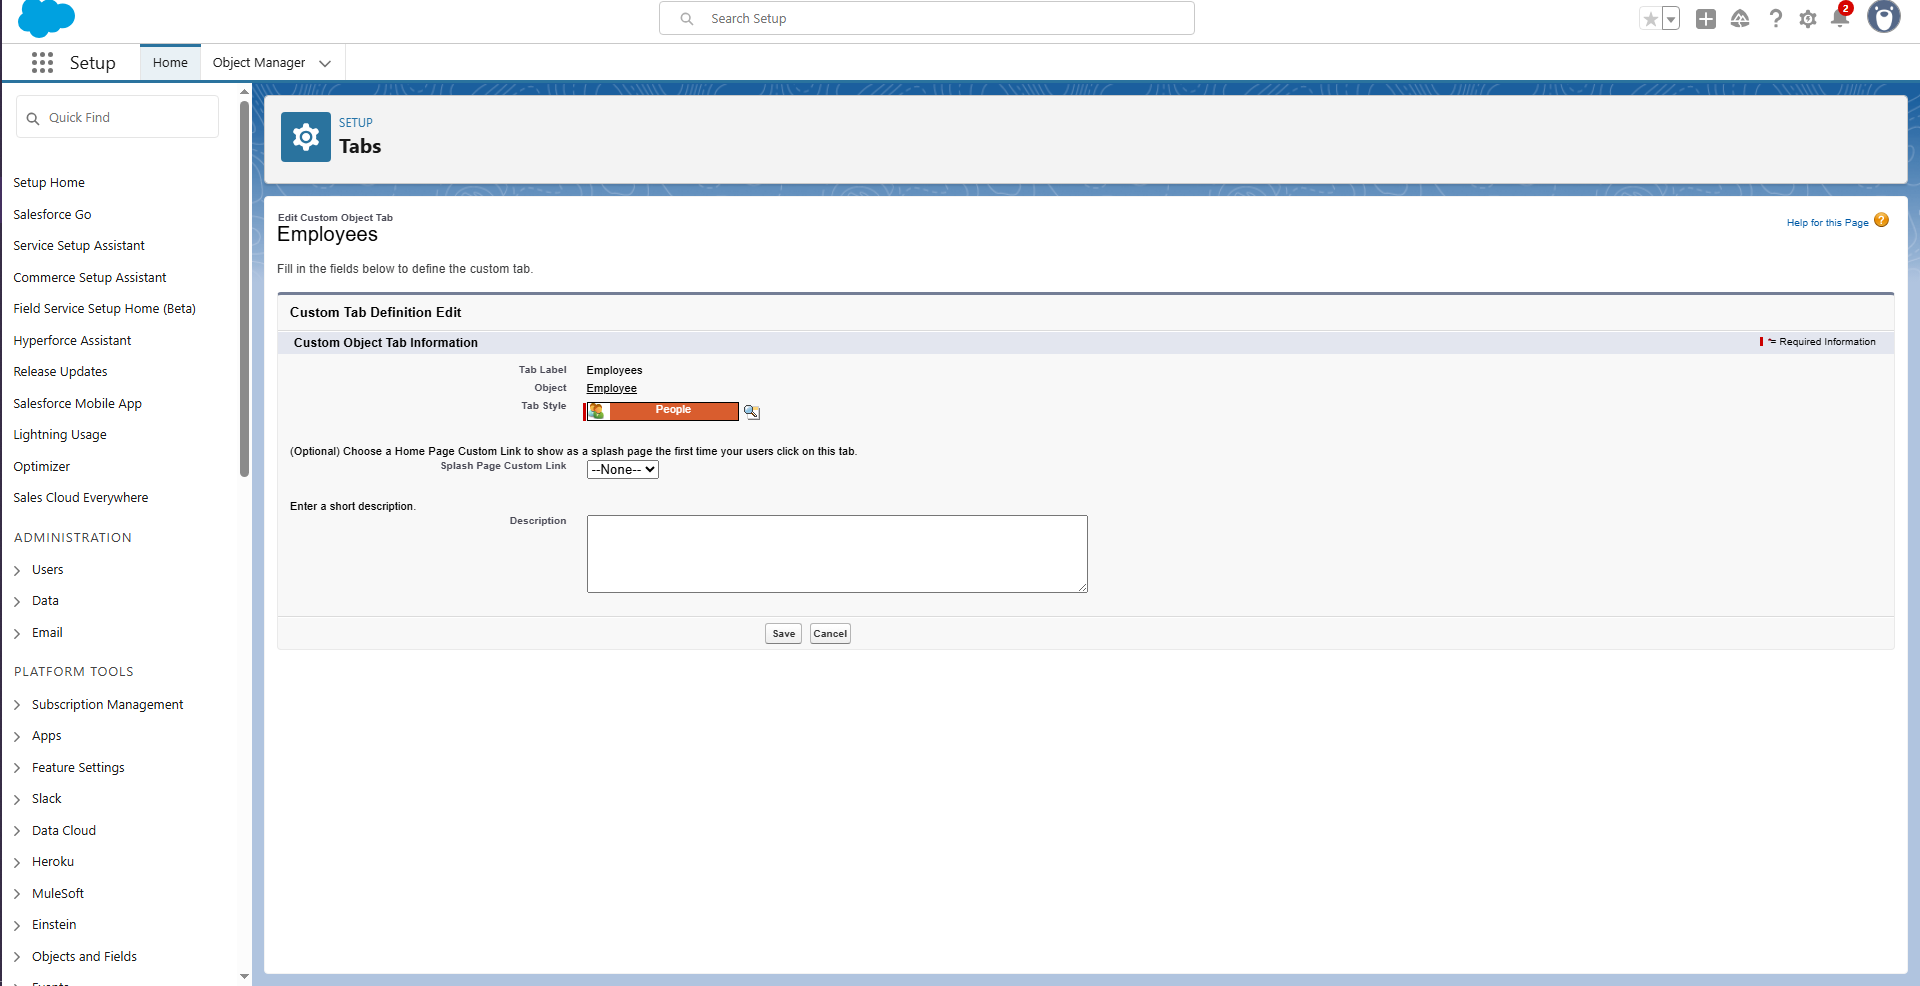 Search Setup
2
Setup
Home
Object Manager
Quick Find
Setup Home
Salesforce Go
Service Setup Assistant
Commerce Setup Assistant
Field Service Setup Home (Beta)
Hyperforce Assistant
Release Updates
Salesforce Mobile App
Lightning Usage
Optimizer
Sales Cloud Everywhere
ADMINISTRATION
Users
Data
Email
PLATFORM TOOLS
Subscription Management
Apps
Feature Settings
Slack
Data Cloud
Heroku
MuleSoft
Einstein
Objects and Fields
SETUP
Tabs
Edit Custom Object Tab
Employees
Help for this Page ?
Fill in the fields below to define the custom tab.
Custom Tab Definition Edit
Custom Object Tab Information
= Required Information
Tab Label Employees
Object Employee
Tab Style People
(Optional) Choose a Home Page Custom Link to show as a splash page the first time your users click on this tab.
Splash Page Custom Link --None--
Enter a short description.
Description
Save Cancel